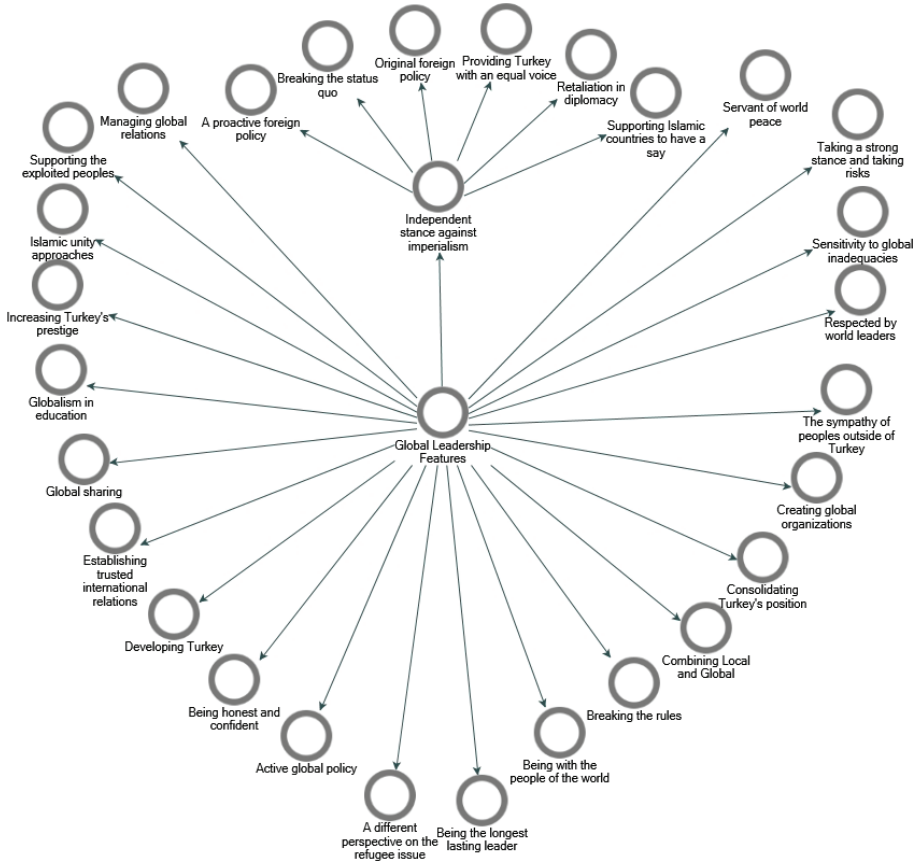 Original foreign
policy
Providing Turkey
with an equal voice
Breaking the status
quo
Retaliation in
diplomacy
Managing global
relations
A proactive foreign
policy
Supporting Islamic
countries to have a
say
Servant of world
peace
Supporting the
exploited peoples
Taking a strong
stance and taking
risks
Independent
stance against
imperialism
Islamic unity
approaches
Sensitivity to global
inadequacies
Increasing Turkey's
prestige
Respected by
world leaders
Globalism in
education
The sympathy of
peoples outside of
Turkey
Global Leadership
Features
Global sharing
Creating global
organizations
Establishing
trusted
international
relations
Consolidating
Turkey's position
Developing Turkey
Combining Local
and Global
Being honest and
confident
Breaking the rules
Active global policy
Being with the
people of the world
A different
perspective on the
refugee issue
Being the longest
lasting leader